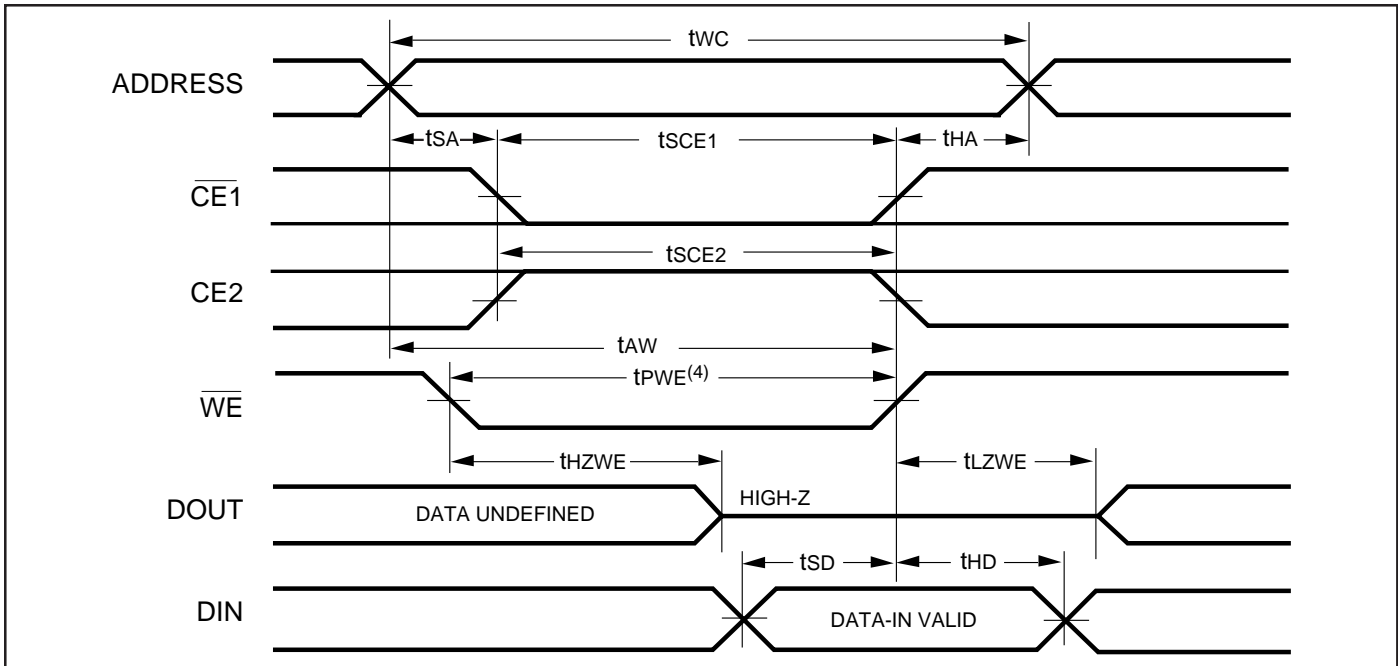 tWC
ADDRESS
tSA
tSCE1
tHA
CE1
tSCE2
CE2
tAW
tPWE(4)
WE
tHZWE
tLZWE
DOUT
DATA UNDEFINED
HIGH-Z
tSD
tHD
DIN
DATA-IN VALID